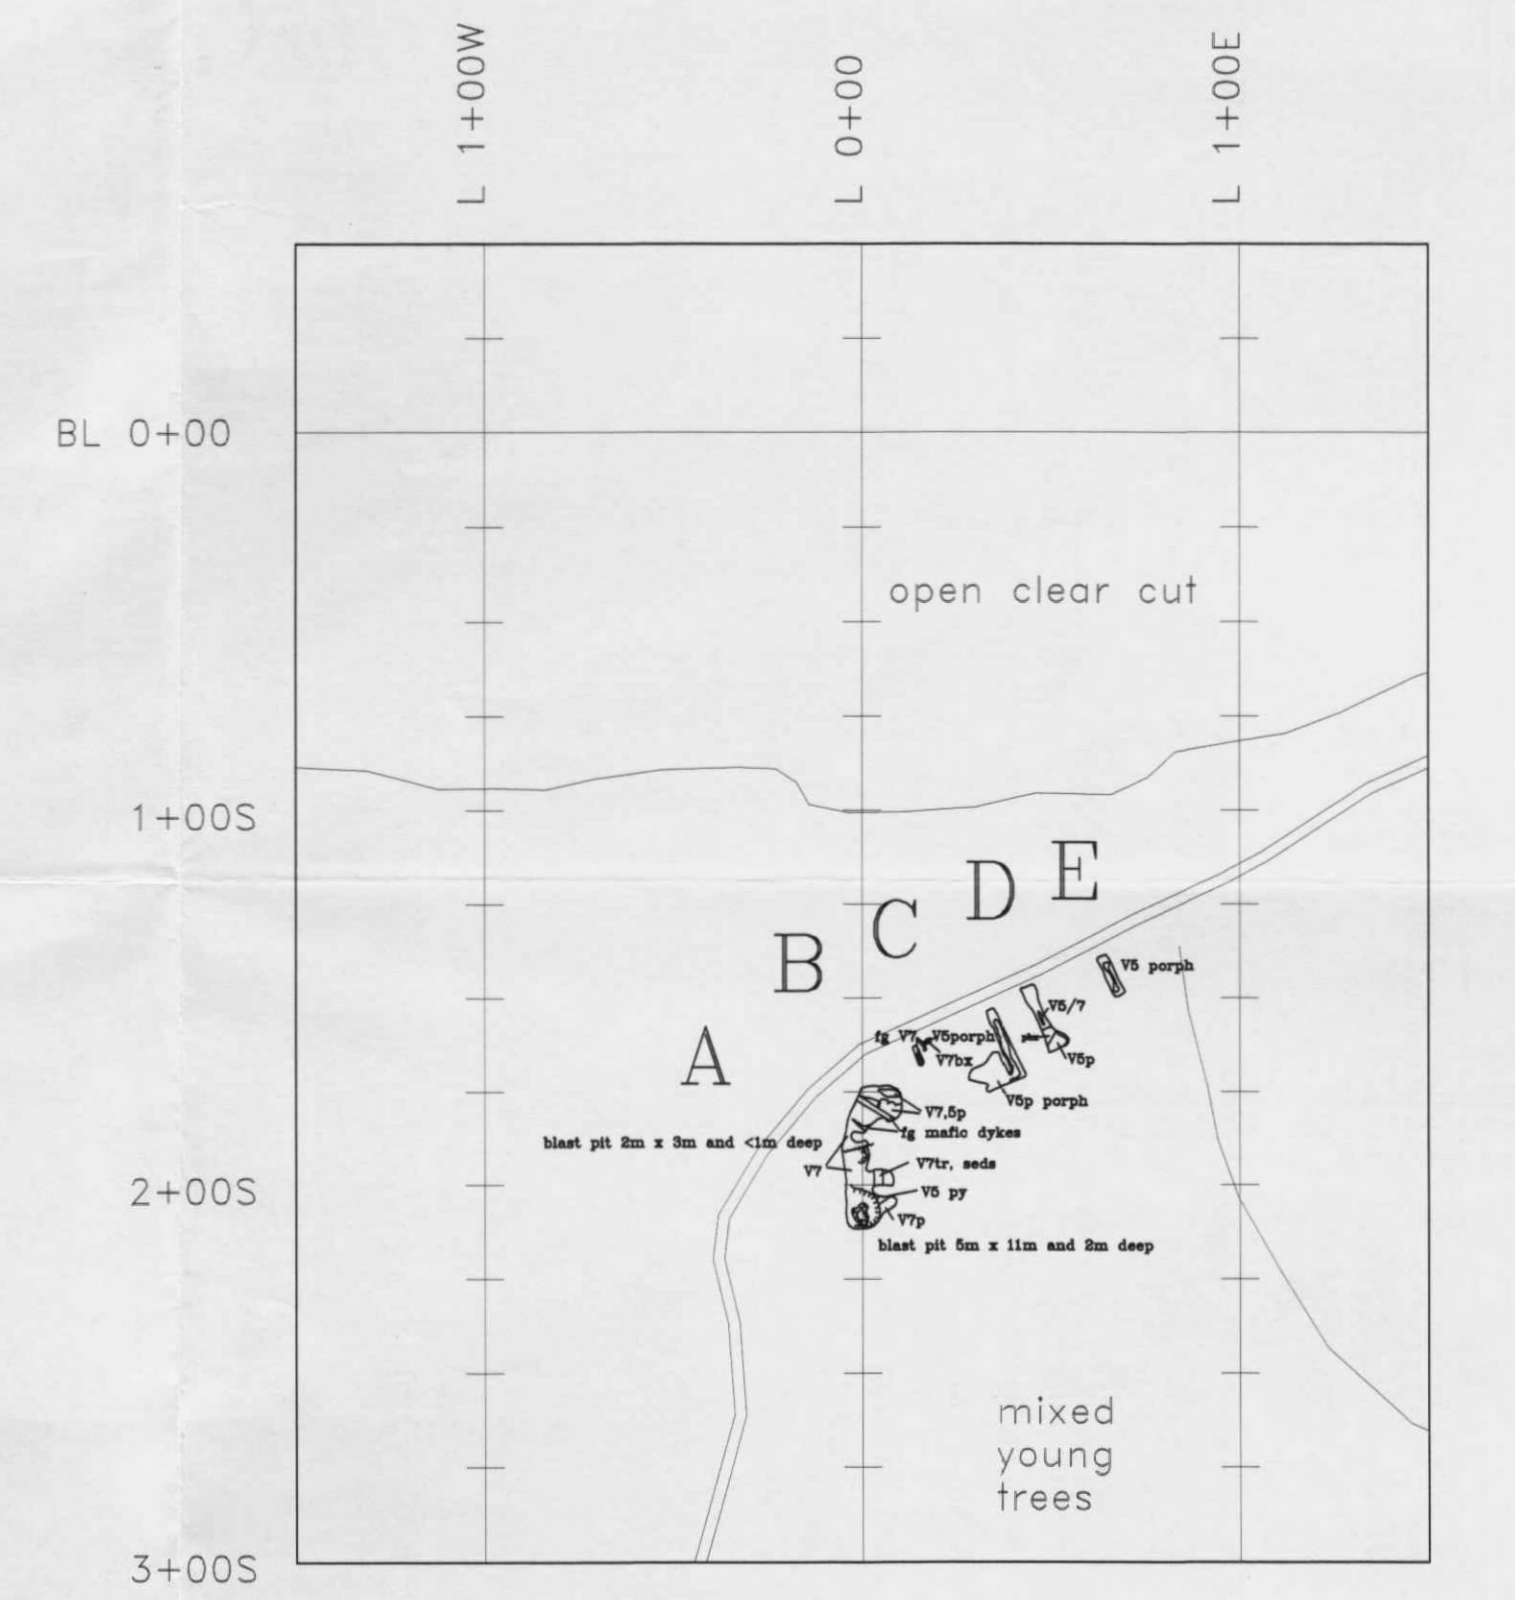 L 1+00W
L 0+00
L 1+00E
BL 0+00
open clear cut
1+00S
E
D
C
B
A
V5 porph
V5/7
fg V7
V5porph
V7bx
V5p
V5p porph
V7,5p
fg mafic dykes
blast pit 2m x 3m and <1m deep
V7
V7tr, seds
2+00S
V5 py
V7p
blast pit 5m x 11m and 2m deep
mixed
young
trees
3+00S